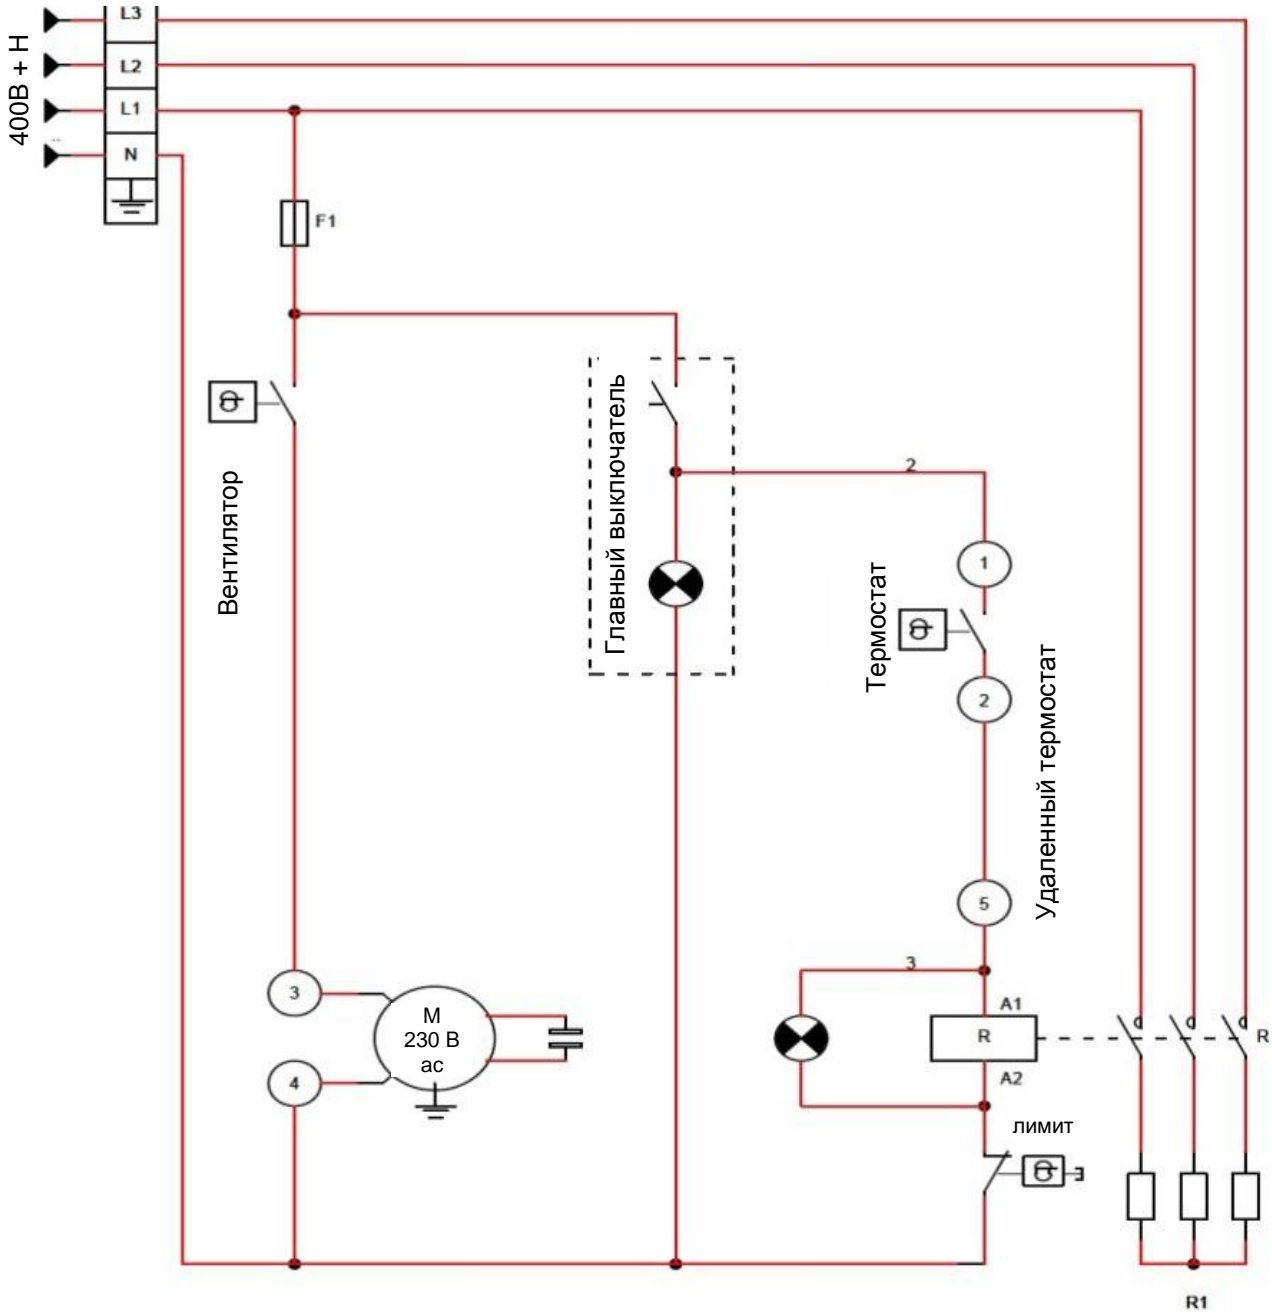 L3
400В + Н
L2
L1
N
F1
Главный выключатель
Вентилятор
2
1
Термостат
2
Удаленный термостат
5
3
3
A1
М
230 В
ас
R
R
4
A2
лимит
R1